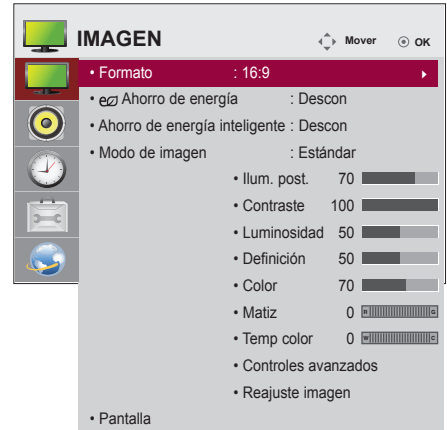 IMAGEN Mover OK
• Formato : 16:9
• Ahorro de energía : Descon
• Ahorro de energía inteligente : Descon
• Modo de imagen : Estándar
• Ilum. post. 70
• Contraste 100
• Luminosidad 50
• Definición 50
• Color 70
• Matiz 0 R G
• Temp color 0 W C
• Controles avanzados
• Reajuste imagen
• Pantalla